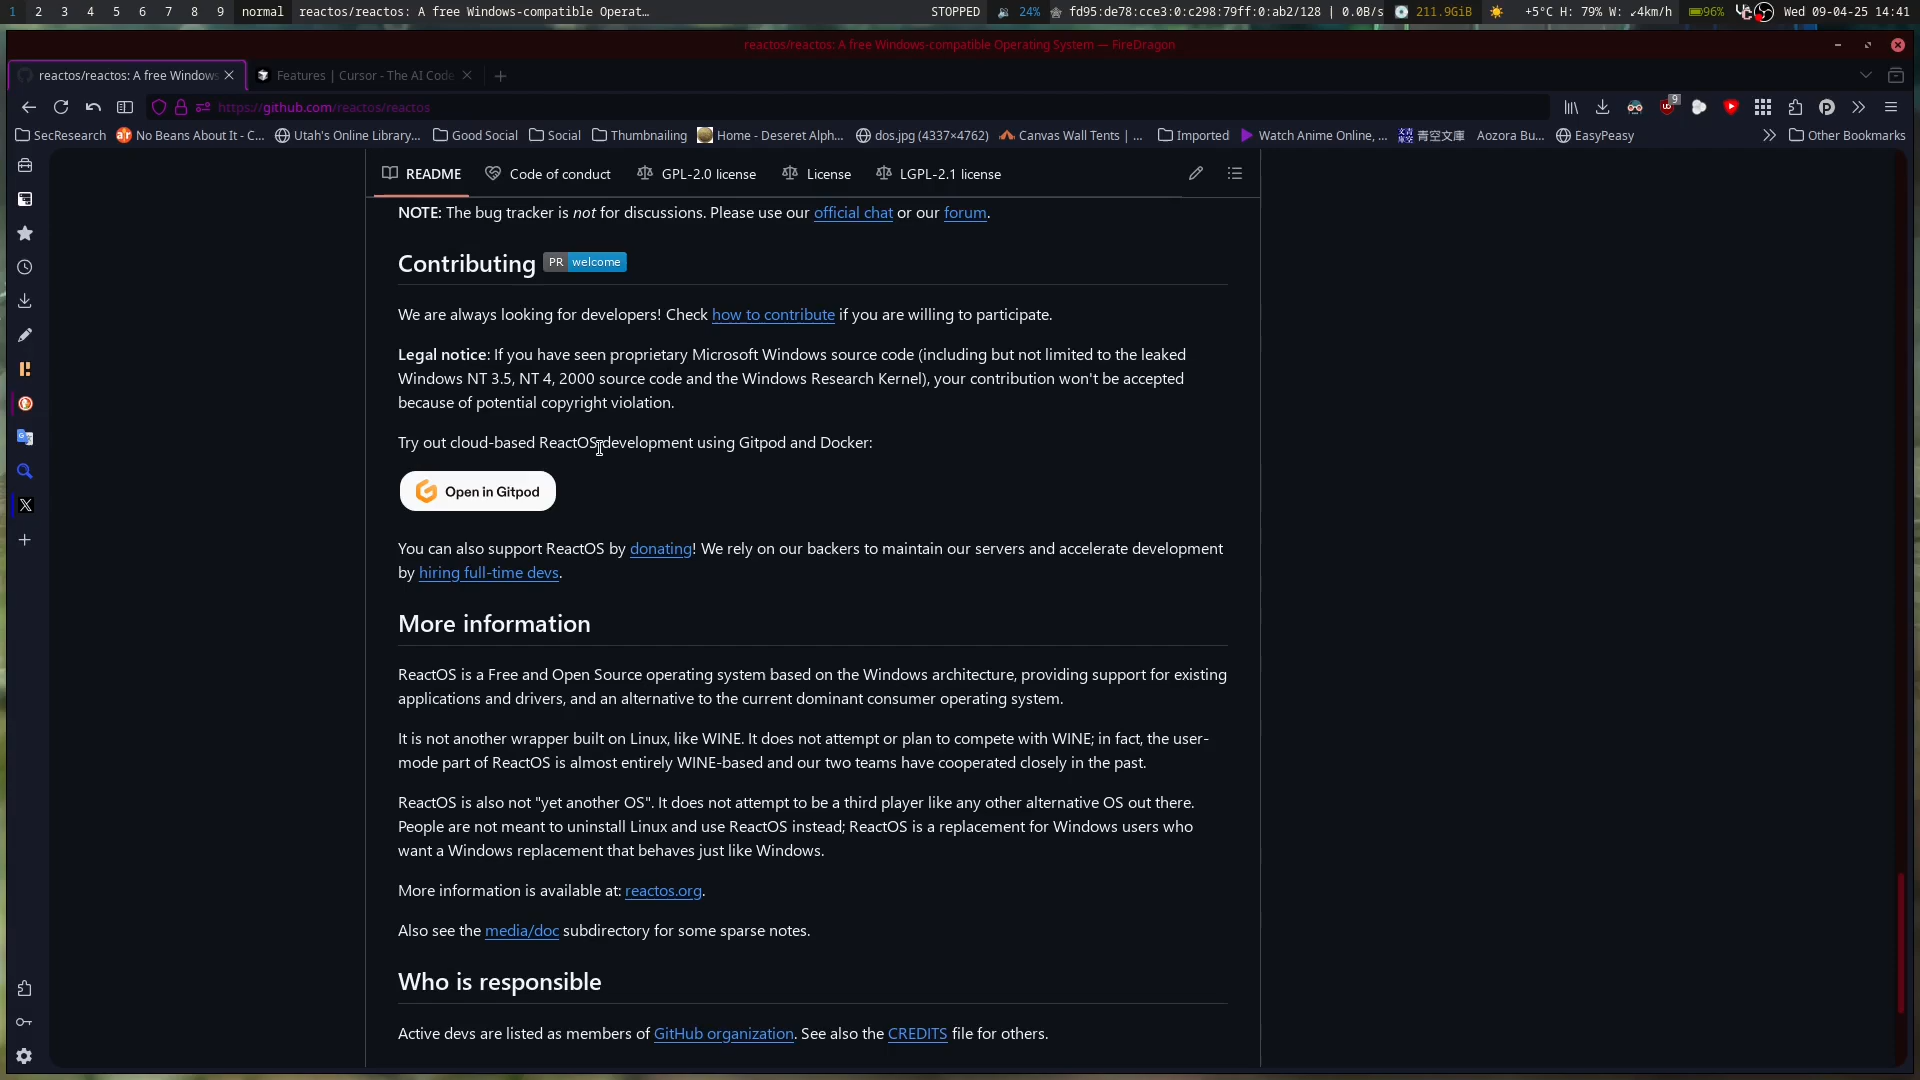 1 2 3 4 5 6 7 8 9 normal reactos/reactos: A free Windows-compatible Operat… STOPPED 24% fd95:de78:cce3:0:c298:79ff:0:ab2/128 | 0.0B/s 211.9GiB +5°C H: 79% W: ↙4km/h 96% Wed 09-04-25 14:41
reactos/reactos: A free Windows-compatible Operating System — FireDragon
reactos/reactos: A free Windows Features | Cursor - The AI Code
https://github.com/reactos/reactos 9
SecResearch No Beans About It - C… Utah's Online Library… Good Social Social Thumbnailing Home - Deseret Alph… dos.jpg (4337×4762) Canvas Wall Tents | … Imported Watch Anime Online, … 青空文庫 Aozora Bu… EasyPeasy Other Bookmarks
README Code of conduct GPL-2.0 license License LGPL-2.1 license
NOTE: The bug tracker is not for discussions. Please use our official chat or our forum.
Contributing PR welcome
We are always looking for developers! Check how to contribute if you are willing to participate.
Legal notice: If you have seen proprietary Microsoft Windows source code (including but not limited to the leaked
Windows NT 3.5, NT 4, 2000 source code and the Windows Research Kernel), your contribution won't be accepted
because of potential copyright violation.
Try out cloud-based ReactOS development using Gitpod and Docker:
Open in Gitpod
You can also support ReactOS by donating! We rely on our backers to maintain our servers and accelerate development
by hiring full-time devs.
More information
ReactOS is a Free and Open Source operating system based on the Windows architecture, providing support for existing
applications and drivers, and an alternative to the current dominant consumer operating system.
It is not another wrapper built on Linux, like WINE. It does not attempt or plan to compete with WINE; in fact, the user-
mode part of ReactOS is almost entirely WINE-based and our two teams have cooperated closely in the past.
ReactOS is also not "yet another OS". It does not attempt to be a third player like any other alternative OS out there.
People are not meant to uninstall Linux and use ReactOS instead; ReactOS is a replacement for Windows users who
want a Windows replacement that behaves just like Windows.
More information is available at: reactos.org.
Also see the media/doc subdirectory for some sparse notes.
Who is responsible
Active devs are listed as members of GitHub organization. See also the CREDITS file for others.